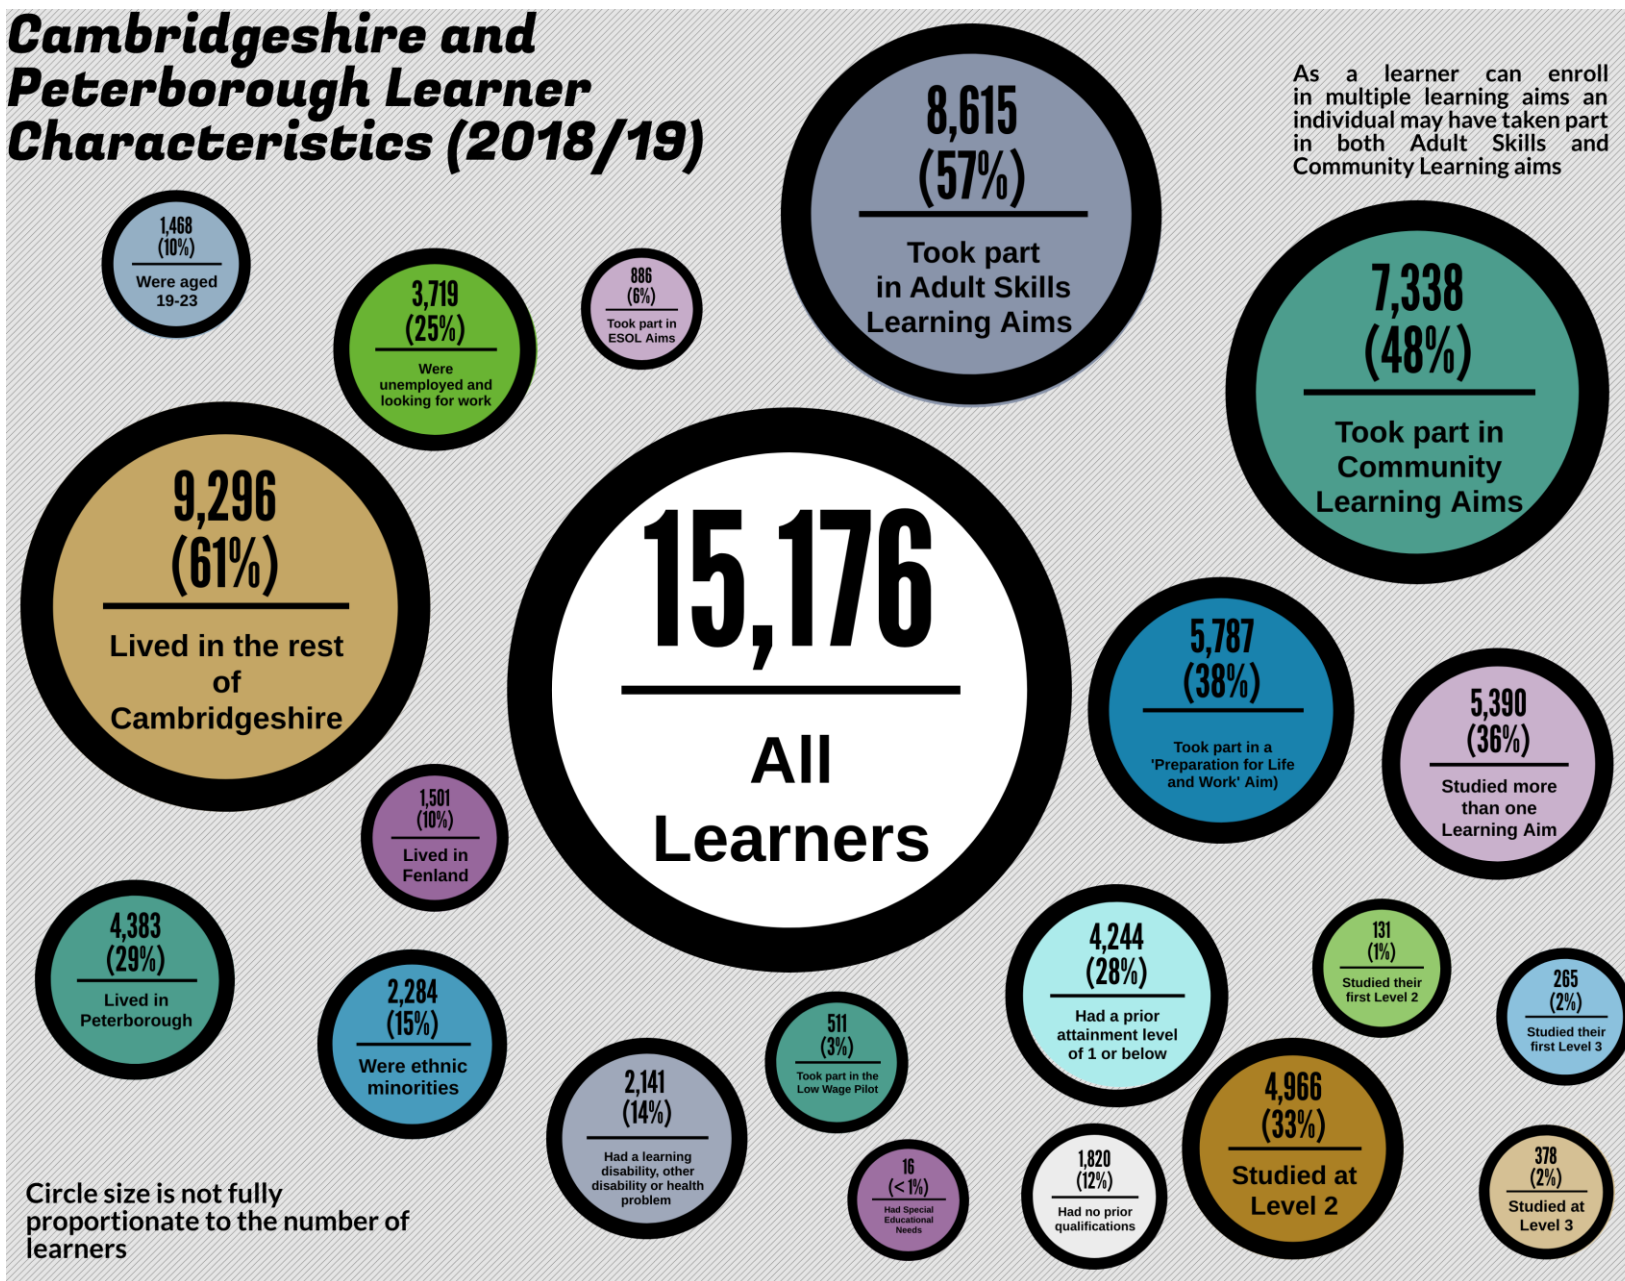 Cambridgeshire and
Peterborough Learner
Characteristics (2018/19)
As a learner can enroll
in multiple learning aims an
individual may have taken part
in both Adult Skills and
Community Learning aims
8,615
(57%)
Took part
in Adult Skills
Learning Aims
1,468
(10%)
Were aged
19-23
3,719
(25%)
Were
unemployed and
looking for work
886
(6%)
Took part in
ESOL Aims
7,338
(48%)
Took part in
Community
Learning Aims
9,296
(61%)
Lived in the rest
of
Cambridgeshire
15,176
All
Learners
5,787
(38%)
Took part in a
'Preparation for Life
and Work' Aim)
5,390
(36%)
Studied more
than one
Learning Aim
1,501
(10%)
Lived in
Fenland
4,383
(29%)
Lived in
Peterborough
2,284
(15%)
Were ethnic
minorities
2,141
(14%)
Had a learning
disability, other
disability or health
problem
511
(3%)
Took part in the
Low Wage Pilot
4,244
(28%)
Had a prior
attainment level
of 1 or below
131
(1%)
Studied their
first Level 2
265
(2%)
Studied their
first Level 3
16
(<1%)
Had Special
Educational
Needs
1,820
(12%)
Had no prior
qualifications
4,966
(33%)
Studied at
Level 2
378
(2%)
Studied at
Level 3
Circle size is not fully
proportionate to the number of
learners